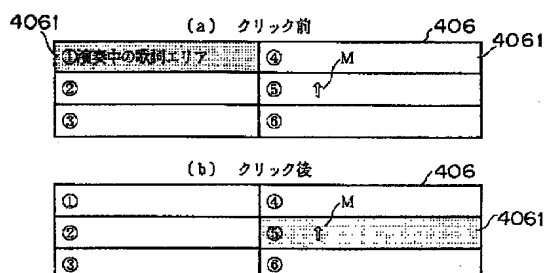 4061 (a) クリック前 406
①演奏中の歌詞エリア ④ M 4061
② ⑤ ⇧
③ ⑥
(b) クリック後 406
① ④ M
② ⑤ ⇧ 4061
③ ⑥